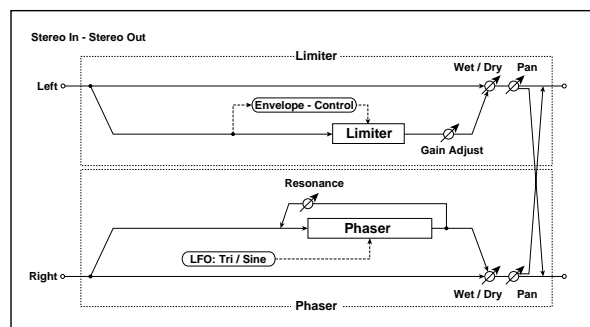 Stereo In - Stereo Out
Limiter
Wet / Dry
Pan
Left
Envelope - Control
Limiter
Gain Adjust
Resonance
Phaser
LFO: Tri / Sine
Right
Wet / Dry
Pan
Phaser